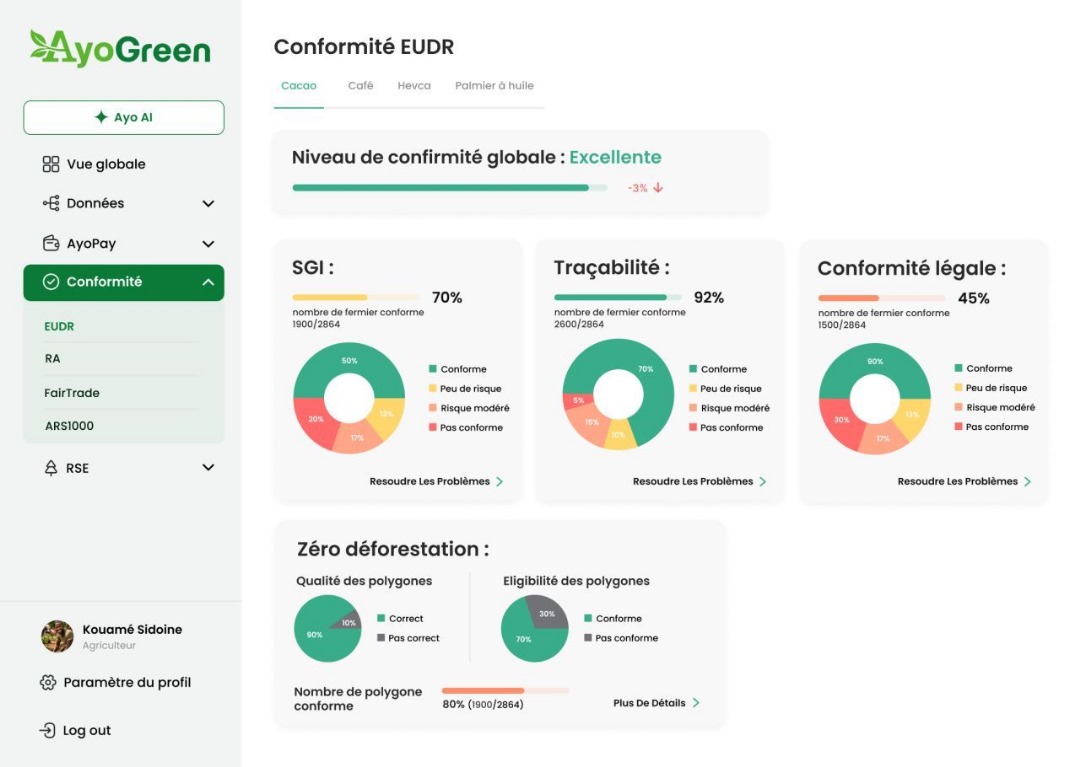 AyoGreen
Ayo AI
Vue globale
Données
AyoPay
Conformité
EUDR
RA
FairTrade
ARS1000
RSE
Kouamé Sidoine
Agriculteur
Paramètre du profil
Log out
Conformité EUDR
Cacao Café Hevca Palmier à huile
Niveau de confirmité globale : Excellente
-3%
SGI :
70%
nombre de fermier conforme
1900/2864
50%
13%
17%
20%
Conforme
Peu de risque
Risque modéré
Pas conforme
Resoudre Les Problèmes
Traçabilité :
92%
nombre de fermier conforme
2600/2864
70%
10%
15%
5%
Conforme
Peu de risque
Risque modéré
Pas conforme
Resoudre Les Problèmes
Conformité légale :
45%
nombre de fermier conforme
1500/2864
90%
13%
17%
30%
Conforme
Peu de risque
Risque modéré
Pas conforme
Resoudre Les Problèmes
Zéro déforestation :
Qualité des polygones
10%
90%
Correct
Pas correct
Eligibilité des polygones
30%
70%
Conforme
Pas conforme
Nombre de polygone
conforme
80% (1900/2864)
Plus De Détails